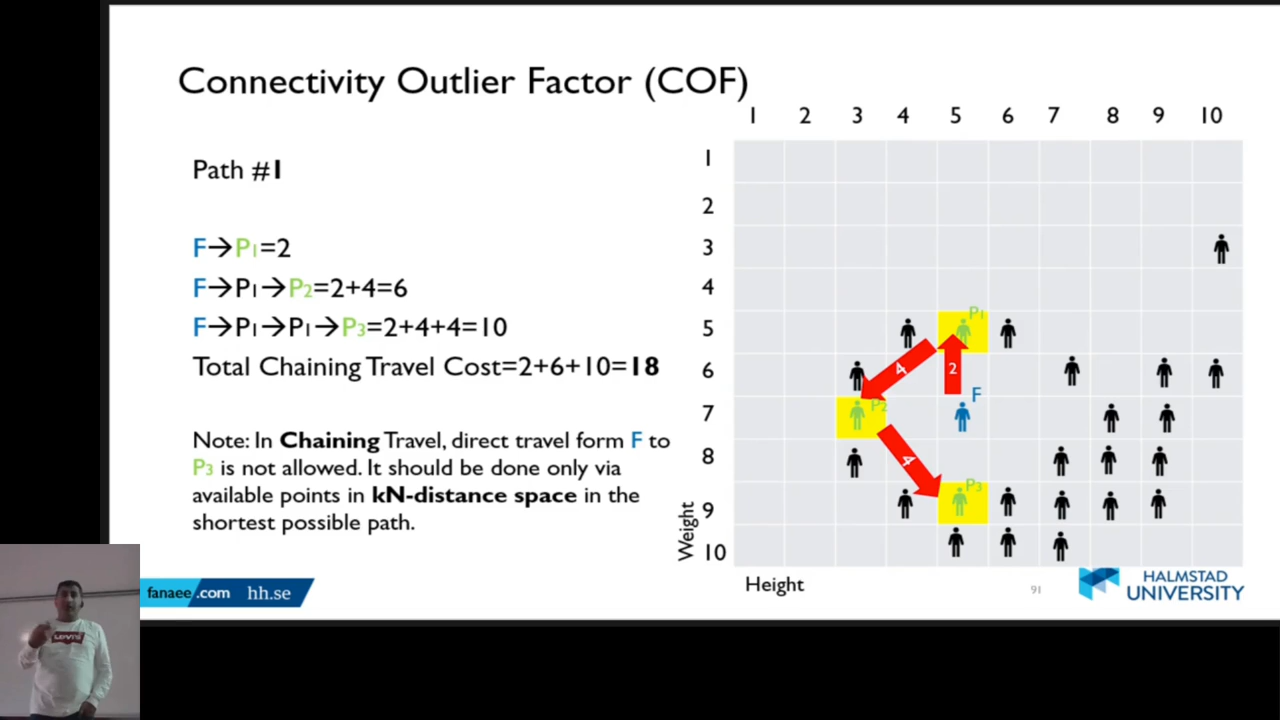 Connectivity Outlier Factor (COF)
1 2 3 4 5 6 7 8 9 10
Path #1
F→P1=2
F→P1→P2=2+4=6
F→P1→P1→P3=2+4+4=10
Total Chaining Travel Cost=2+6+10=18
Note: In Chaining Travel, direct travel form F to
P3 is not allowed. It should be done only via
available points in kN-distance space in the
shortest possible path.
1
2
3
4
5
6
7
8
9
10
P1
4
2
P2
F
4
P3
Weight
Height
fanaee.com hh.se
91
HALMSTAD
UNIVERSITY
LEVI'S